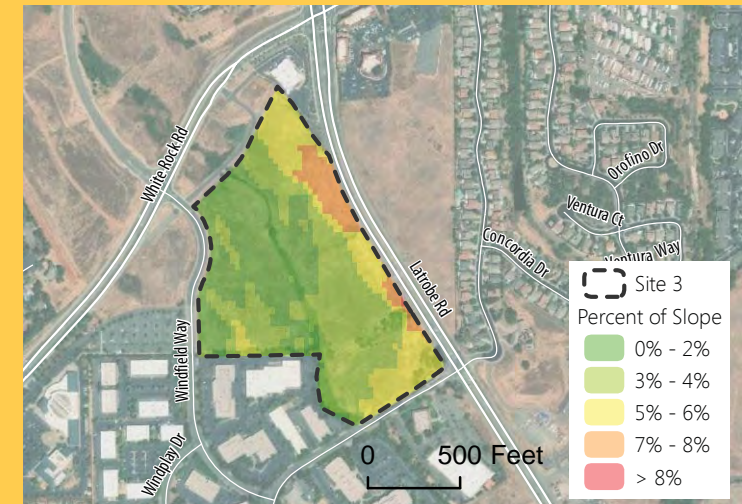 White Rock Rd
Orofino Dr
Ventura Ct
Ventura Way
Concordia Dr
Latrobe Rd
Windfield Way
Windplay Dr
0 500 Feet
Site 3
Percent of Slope
0% - 2%
3% - 4%
5% - 6%
7% - 8%
> 8%